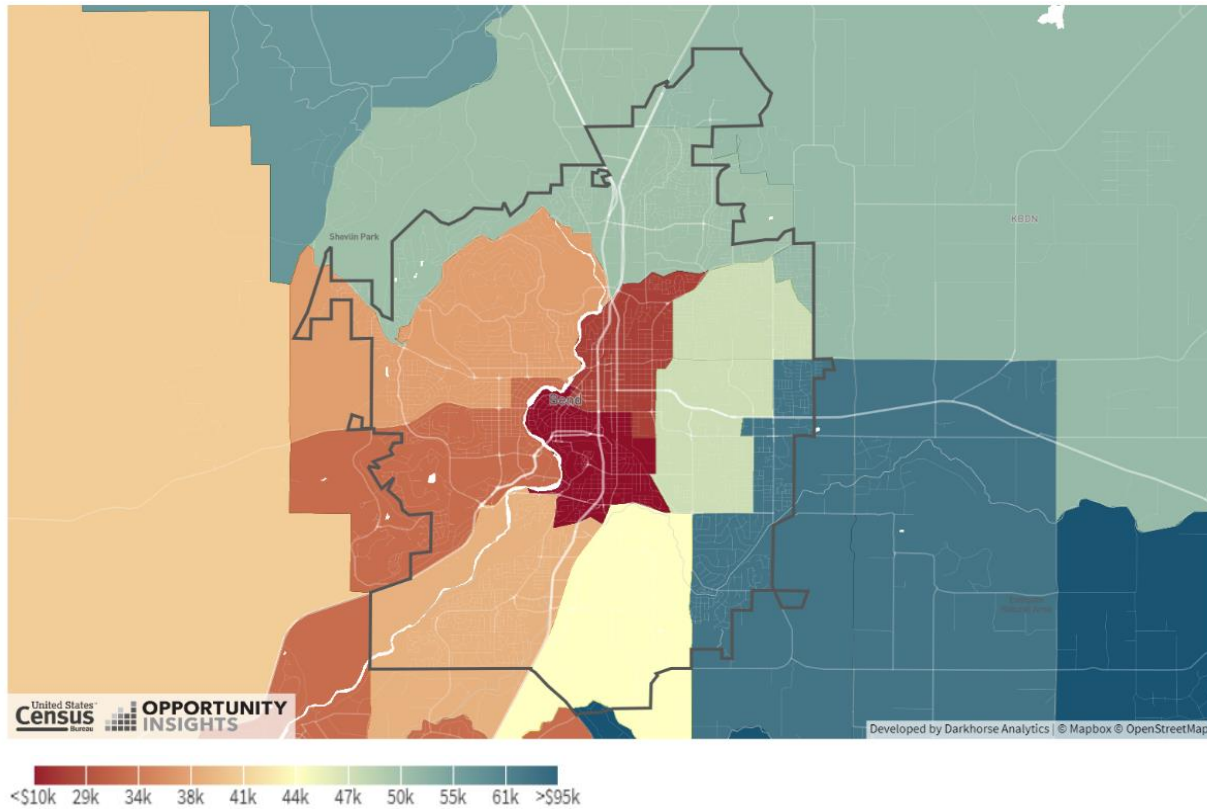 KBDN
Shevlin Park
Bend
United States®
Census
Bureau
OPPORTUNITY
INSIGHTS
Developed by Darkhorse Analytics | © Mapbox © OpenStreetMap
<$10k 29k 34k 38k 41k 44k 47k 50k 55k 61k >$95k